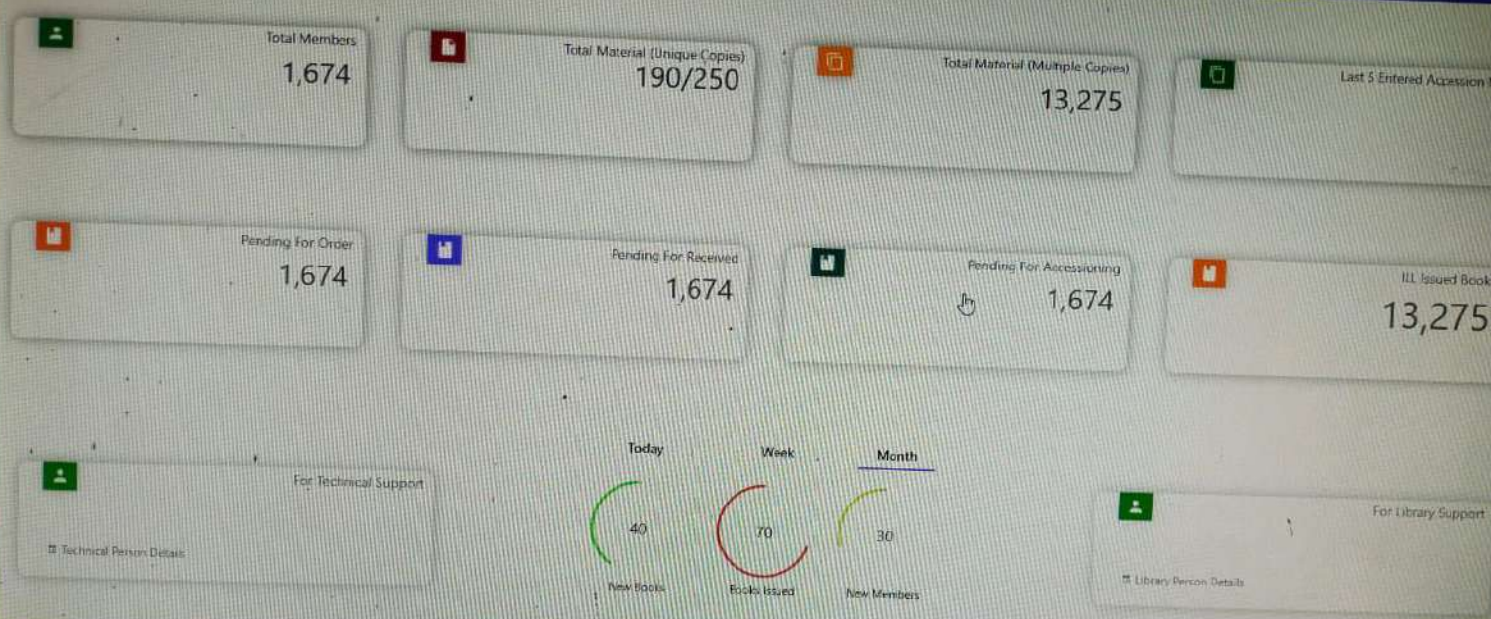 Total Members
1,674
Total Material (Unique Copies)
190/250
Total Material (Multiple Copies)
13,275
Last 5 Entered Accession
Pending For Order
1,674
Pending For Received
1,674
Pending For Accessioning
1,674
ILL Issued Book
13,275
For Technical Support
Technical Person Details
Today Week Month
40 70 30
New Books Books Issued New Members
For Library Support
Library Person Details